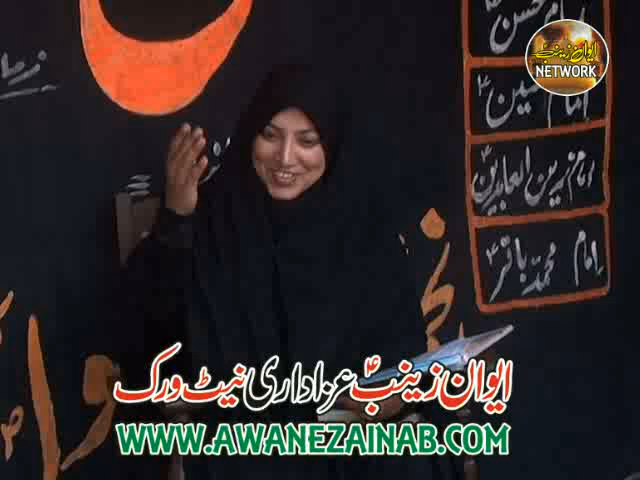 ایوان زینبؑ
NETWORK
امام حسنؑ
امام حسینؑ
امام زین العابدینؑ
امام محمد باقرؑ
ایوان زینبؑ عزاداری نیٹ ورک
WWW.AWANEZAINAB.COM